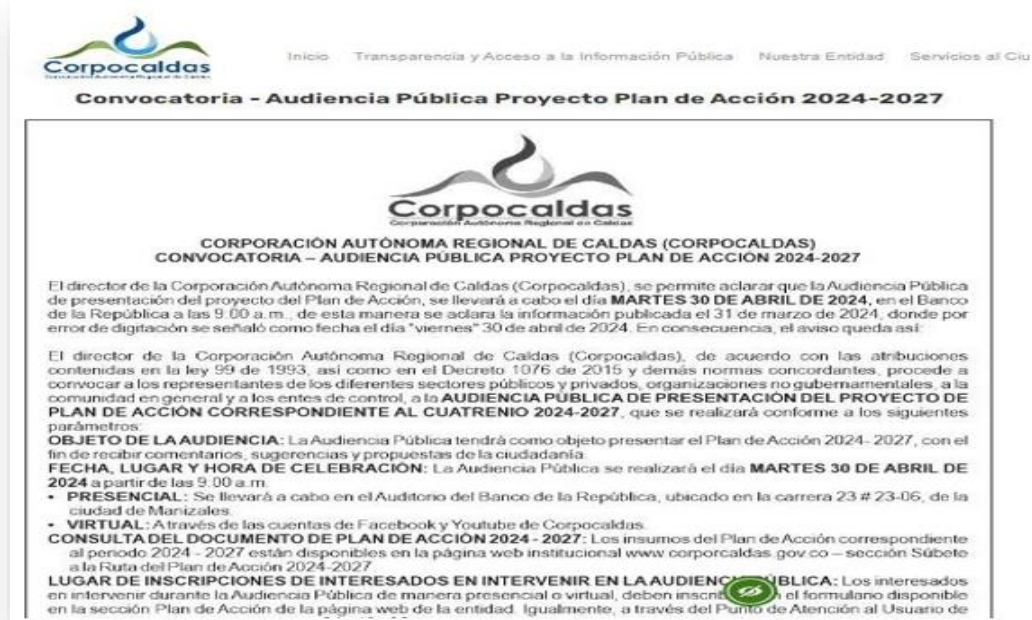 Corpocaldas
Inicio Transparencia y Acceso a la Información Pública Nuestra Entidad Servicios al Ciu
Convocatoria - Audiencia Pública Proyecto Plan de Acción 2024-2027
Corpocaldas
Corporación Autónoma Regional de Caldas
CORPORACIÓN AUTÓNOMA REGIONAL DE CALDAS (CORPOCALDAS)
CONVOCATORIA – AUDIENCIA PÚBLICA PROYECTO PLAN DE ACCIÓN 2024-2027
El director de la Corporación Autónoma Regional de Caldas (Corpocaldas), se permite aclarar que la Audiencia Pública
de presentación del proyecto del Plan de Acción, se llevará a cabo el día MARTES 30 DE ABRIL DE 2024, en el Banco
de la República a las 9:00 a.m., de esta manera se aclara la información publicada el 31 de marzo de 2024, donde por
error de digitación se señaló como fecha el día "viernes" 30 de abril de 2024. En consecuencia, el aviso queda así:
El director de la Corporación Autónoma Regional de Caldas (Corpocaldas), de acuerdo con las atribuciones
contenidas en la ley 99 de 1993, así como en el Decreto 1076 de 2015 y demás normas concordantes, procede a
convocar a los representantes de los diferentes sectores públicos y privados, organizaciones no gubernamentales, a la
comunidad en general y a los entes de control, a la AUDIENCIA PÚBLICA DE PRESENTACIÓN DEL PROYECTO DE
PLAN DE ACCIÓN CORRESPONDIENTE AL CUATRENIO 2024-2027, que se realizará conforme a los siguientes
parámetros:
OBJETO DE LA AUDIENCIA: La Audiencia Pública tendrá como objeto presentar el Plan de Acción 2024- 2027, con el
fin de recibir comentarios, sugerencias y propuestas de la ciudadanía.
FECHA, LUGAR Y HORA DE CELEBRACIÓN: La Audiencia Pública se realizará el día MARTES 30 DE ABRIL DE
2024 a partir de las 9:00 a.m.
• PRESENCIAL: Se llevará a cabo en el Auditorio del Banco de la República, ubicado en la carrera 23 # 23-06, de la
ciudad de Manizales.
• VIRTUAL: A través de las cuentas de Facebook y Youtube de Corpocaldas.
CONSULTA DEL DOCUMENTO DE PLAN DE ACCIÓN 2024 - 2027: Los insumos del Plan de Acción correspondiente
al periodo 2024 - 2027 están disponibles en la página web institucional www.corporcaldas.gov.co – sección Súbete
a la Ruta del Plan de Acción 2024-2027
LUGAR DE INSCRIPCIONES DE INTERESADOS EN INTERVENIR EN LA AUDIENC ÚBLICA: Los interesados
en intervenir durante la Audiencia Pública de manera presencial o virtual, deben inscri el formulario disponible
en la sección Plan de Acción de la página web de la entidad. Igualmente, a través del Punto de Atención al Usuario de